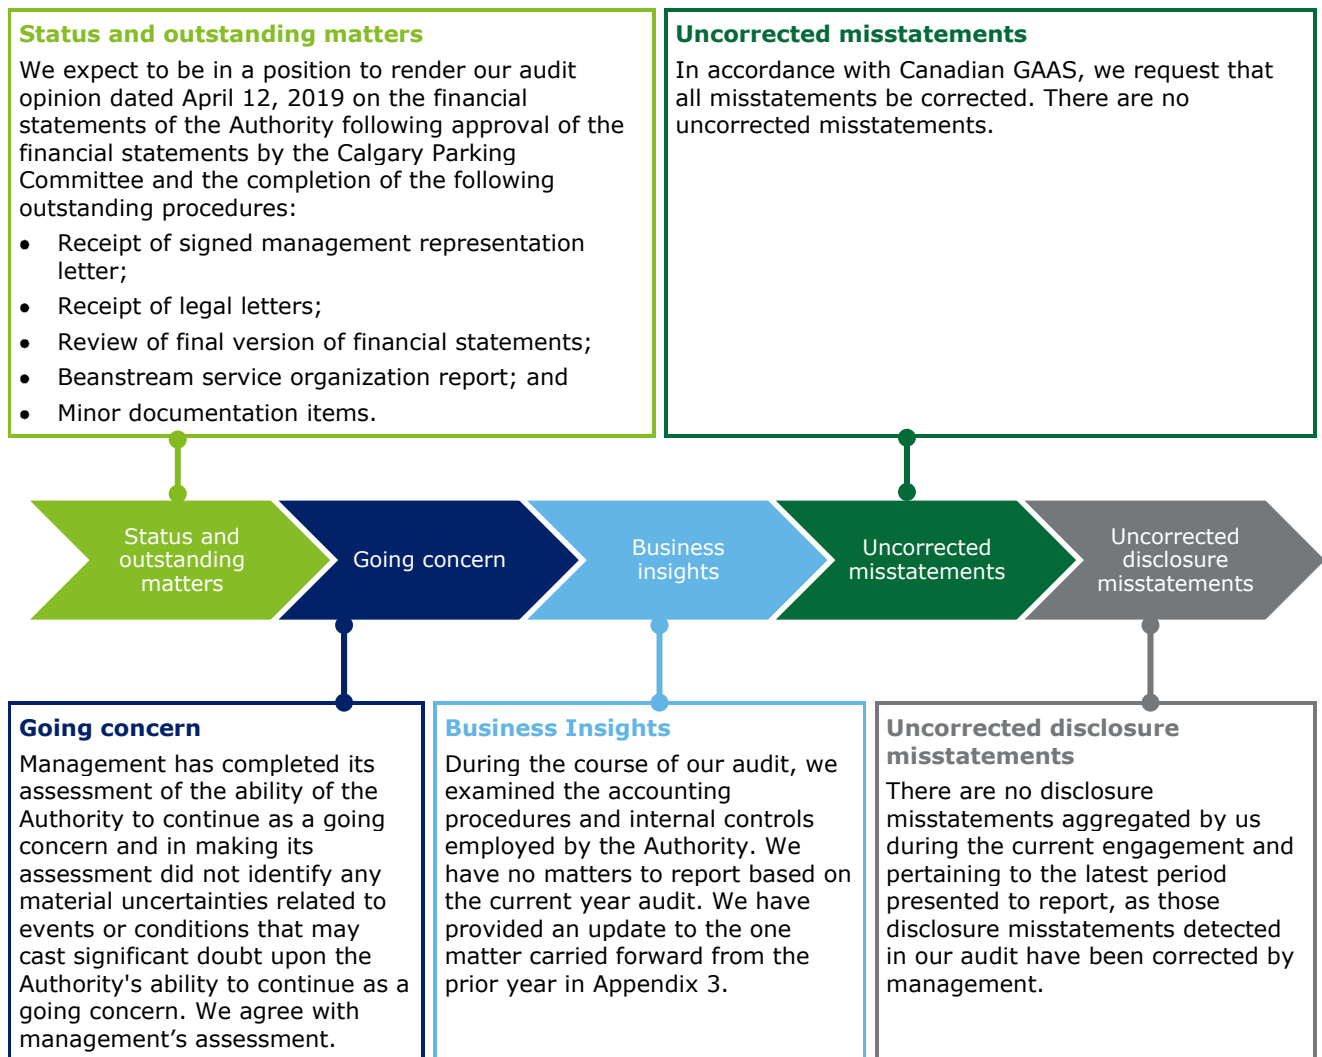 Status and outstanding matters
We expect to be in a position to render our audit
opinion dated April 12, 2019 on the financial
statements of the Authority following approval of the
financial statements by the Calgary Parking
Committee and the completion of the following
outstanding procedures:
• Receipt of signed management representation
letter;
• Receipt of legal letters;
• Review of final version of financial statements;
• Beanstream service organization report; and
• Minor documentation items.
Uncorrected misstatements
In accordance with Canadian GAAS, we request that
all misstatements be corrected. There are no
uncorrected misstatements.
Status and
outstanding
matters
Going concern
Business
insights
Uncorrected
misstatements
Uncorrected
disclosure
misstatements
Going concern
Management has completed its
assessment of the ability of the
Authority to continue as a going
concern and in making its
assessment did not identify any
material uncertainties related to
events or conditions that may
cast significant doubt upon the
Authority's ability to continue as a
going concern. We agree with
management’s assessment.
Business Insights
During the course of our audit, we
examined the accounting
procedures and internal controls
employed by the Authority. We
have no matters to report based on
the current year audit. We have
provided an update to the one
matter carried forward from the
prior year in Appendix 3.
Uncorrected disclosure
misstatements
There are no disclosure
misstatements aggregated by us
during the current engagement and
pertaining to the latest period
presented to report, as those
disclosure misstatements detected
in our audit have been corrected by
management.